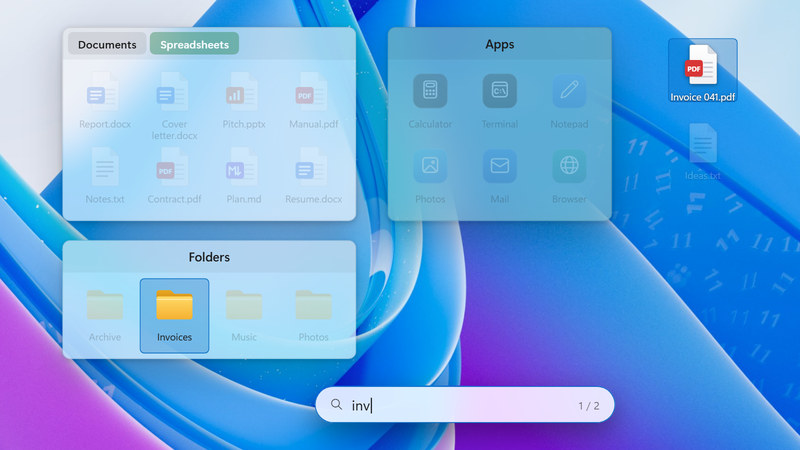 Documents
Spreadsheets
Report.docx
Cover
letter.docx
Pitch.pptx
Manual.pdf
Notes.txt
PDF
Contract.pdf
Plan.md
Resume.docx
Apps
Calculator
C:\
Terminal
Notepad
Photos
Mail
Browser
PDF
Invoice 041.pdf
Ideas.txt
Folders
Archive
Invoices
Music
Photos
inv
1 / 2